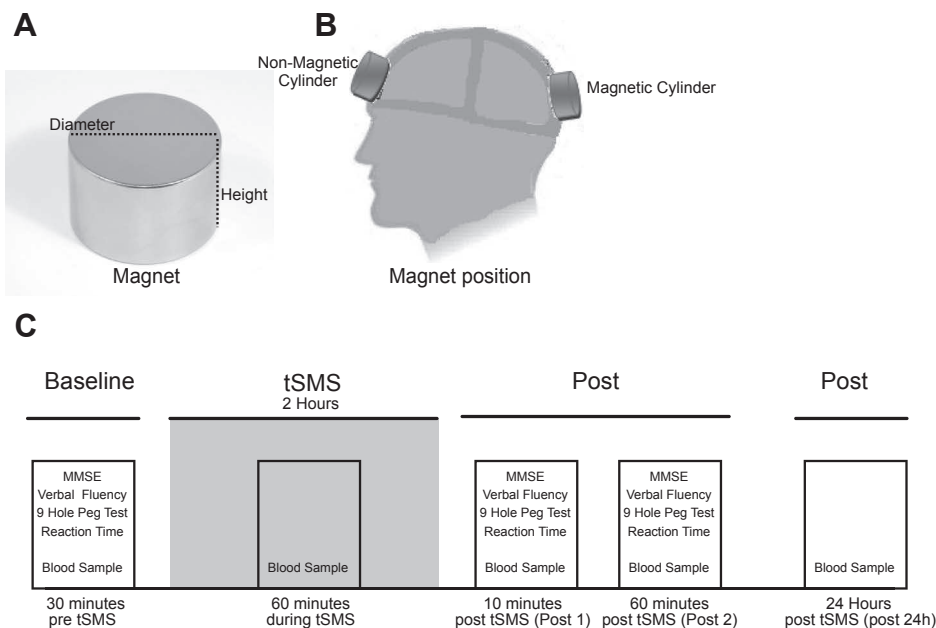 A
Diameter
Height
Magnet
B
Non-Magnetic
Cylinder
Magnetic Cylinder
Magnet position
C
Baseline
tSMS
2 Hours
Post
Post
MMSE
Verbal Fluency
9 Hole Peg Test
Reaction Time
Blood Sample
30 minutes
pre tSMS
Blood Sample
60 minutes
during tSMS
MMSE
Verbal Fluency
9 Hole Peg Test
Reaction Time
Blood Sample
10 minutes
post tSMS (Post 1)
MMSE
Verbal Fluency
9 Hole Peg Test
Reaction Time
Blood Sample
60 minutes
post tSMS (Post 2)
Blood Sample
24 Hours
post tSMS (post 24h)